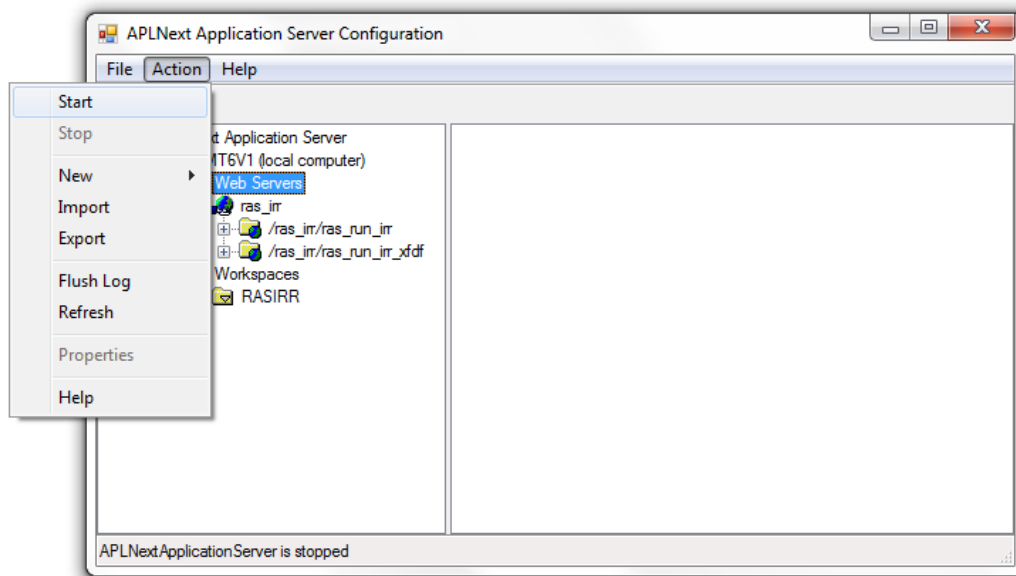 APLNext Application Server Configuration
File Action Help
Start
Stop
New
Import
Export
Flush Log
Refresh
Properties
Help
t Application Server
MT6V1 (local computer)
Web Servers
ras_irr
/ras_irr/ras_run_irr
/ras_irr/ras_run_irr_xfdf
Workspaces
RASIRR
APLNextApplicationServer is stopped